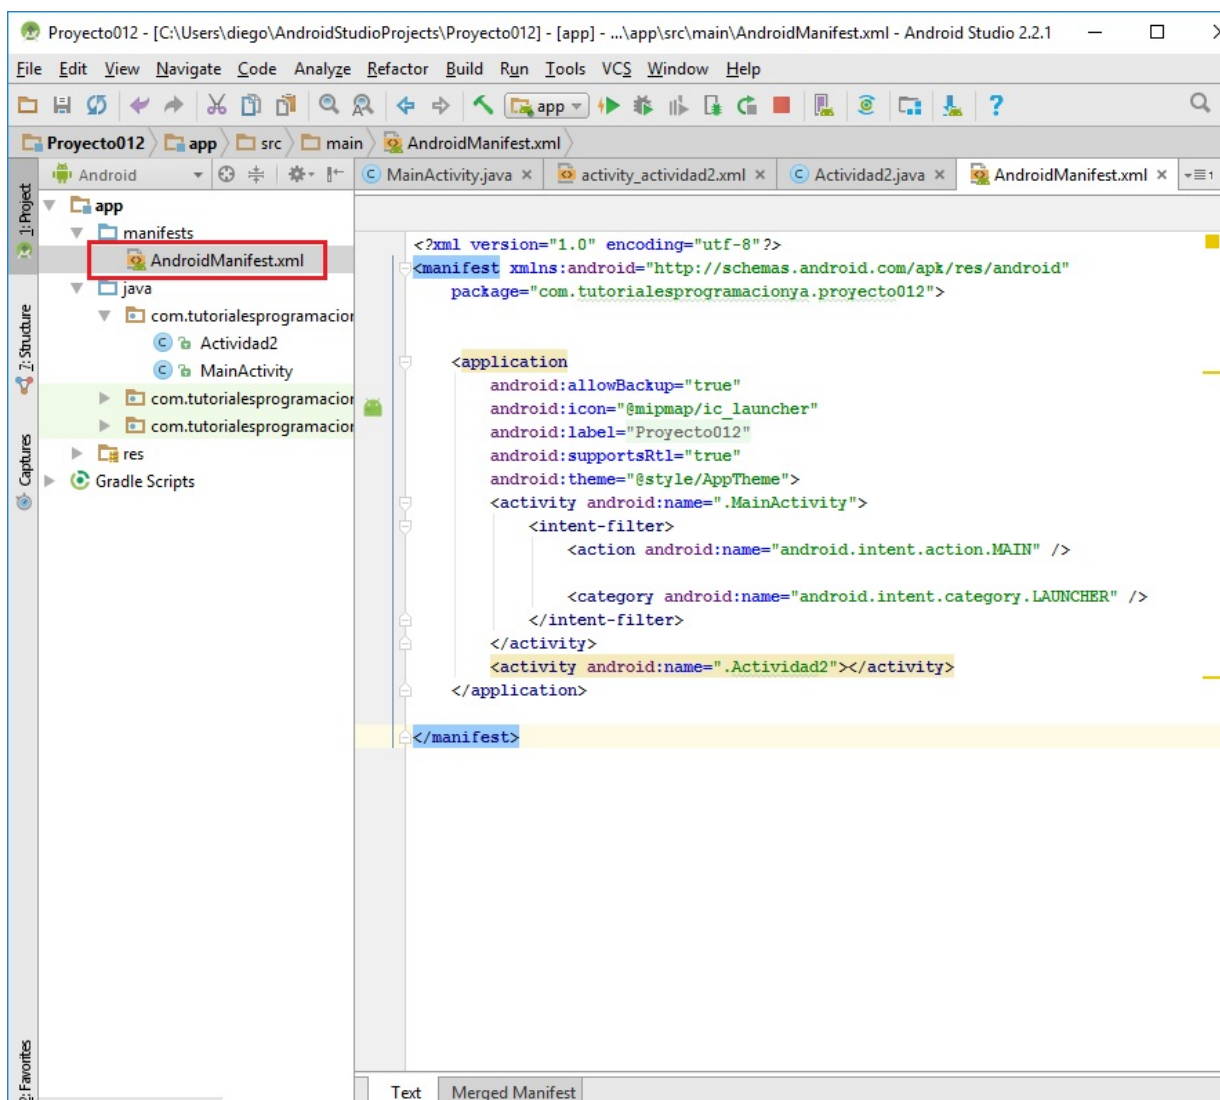 Proyecto012 - [C:\Users\diego\AndroidStudioProjects\Proyecto012] - [app] - ...\app\src\main\AndroidManifest.xml - Android Studio 2.2.1
File Edit View Navigate Code Analyze Refactor Build Run Tools VCS Window Help
app
Proyecto012 app src main AndroidManifest.xml
Android
MainActivity.java activity_actividad2.xml Actividad2.java AndroidManifest.xml
1: Project
7: Structure
Captures
Favorites
app
manifests
AndroidManifest.xml
java
com.tutorialesprogramacior
Actividad2
MainActivity
com.tutorialesprogramacior
com.tutorialesprogramacior
res
Gradle Scripts
<?xml version="1.0" encoding="utf-8"?>
<manifest xmlns:android="http://schemas.android.com/apk/res/android"
package="com.tutorialesprogramacionya.proyecto012">
<application
android:allowBackup="true"
android:icon="@mipmap/ic_launcher"
android:label="Proyecto012"
android:supportsRtl="true"
android:theme="@style/AppTheme">
<activity android:name=".MainActivity">
<intent-filter>
<action android:name="android.intent.action.MAIN" />
<category android:name="android.intent.category.LAUNCHER" />
</intent-filter>
</activity>
<activity android:name=".Actividad2"></activity>
</application>
</manifest>
Text Merged Manifest